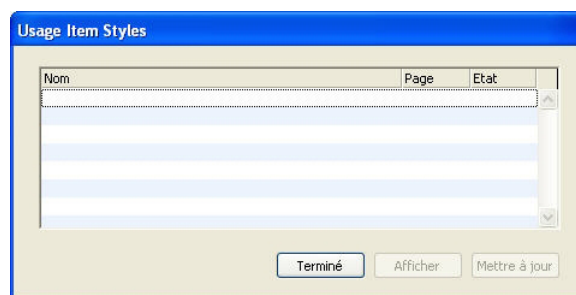 Usage Item Styles
Nom Page Etat
Terminé Afficher Mettre à jour